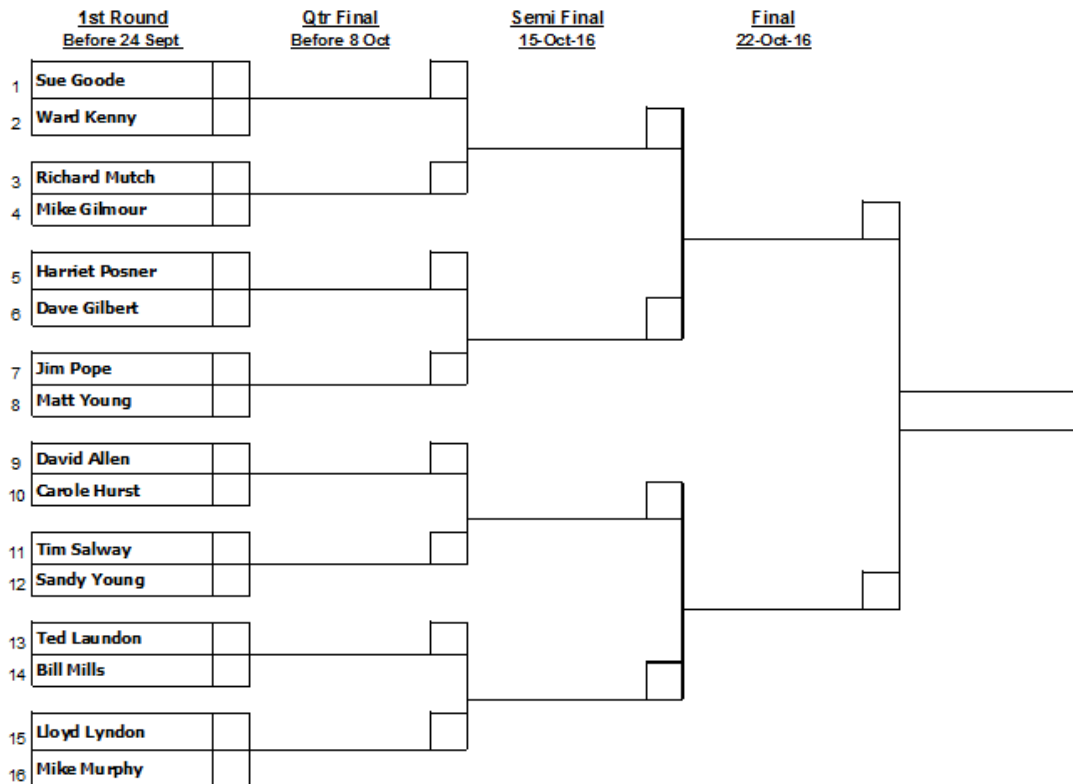 1st Round Qtr Final Semi Final Final
Before 24 Sept Before 8 Oct 15-Oct-16 22-Oct-16
1 Sue Goode
2 Ward Kenny
3 Richard Mutch
4 Mike Gilmour
5 Harriet Posner
6 Dave Gilbert
7 Jim Pope
8 Matt Young
9 David Allen
10 Carole Hurst
11 Tim Salway
12 Sandy Young
13 Ted Laundon
14 Bill Mills
15 Lloyd Lyndon
16 Mike Murphy